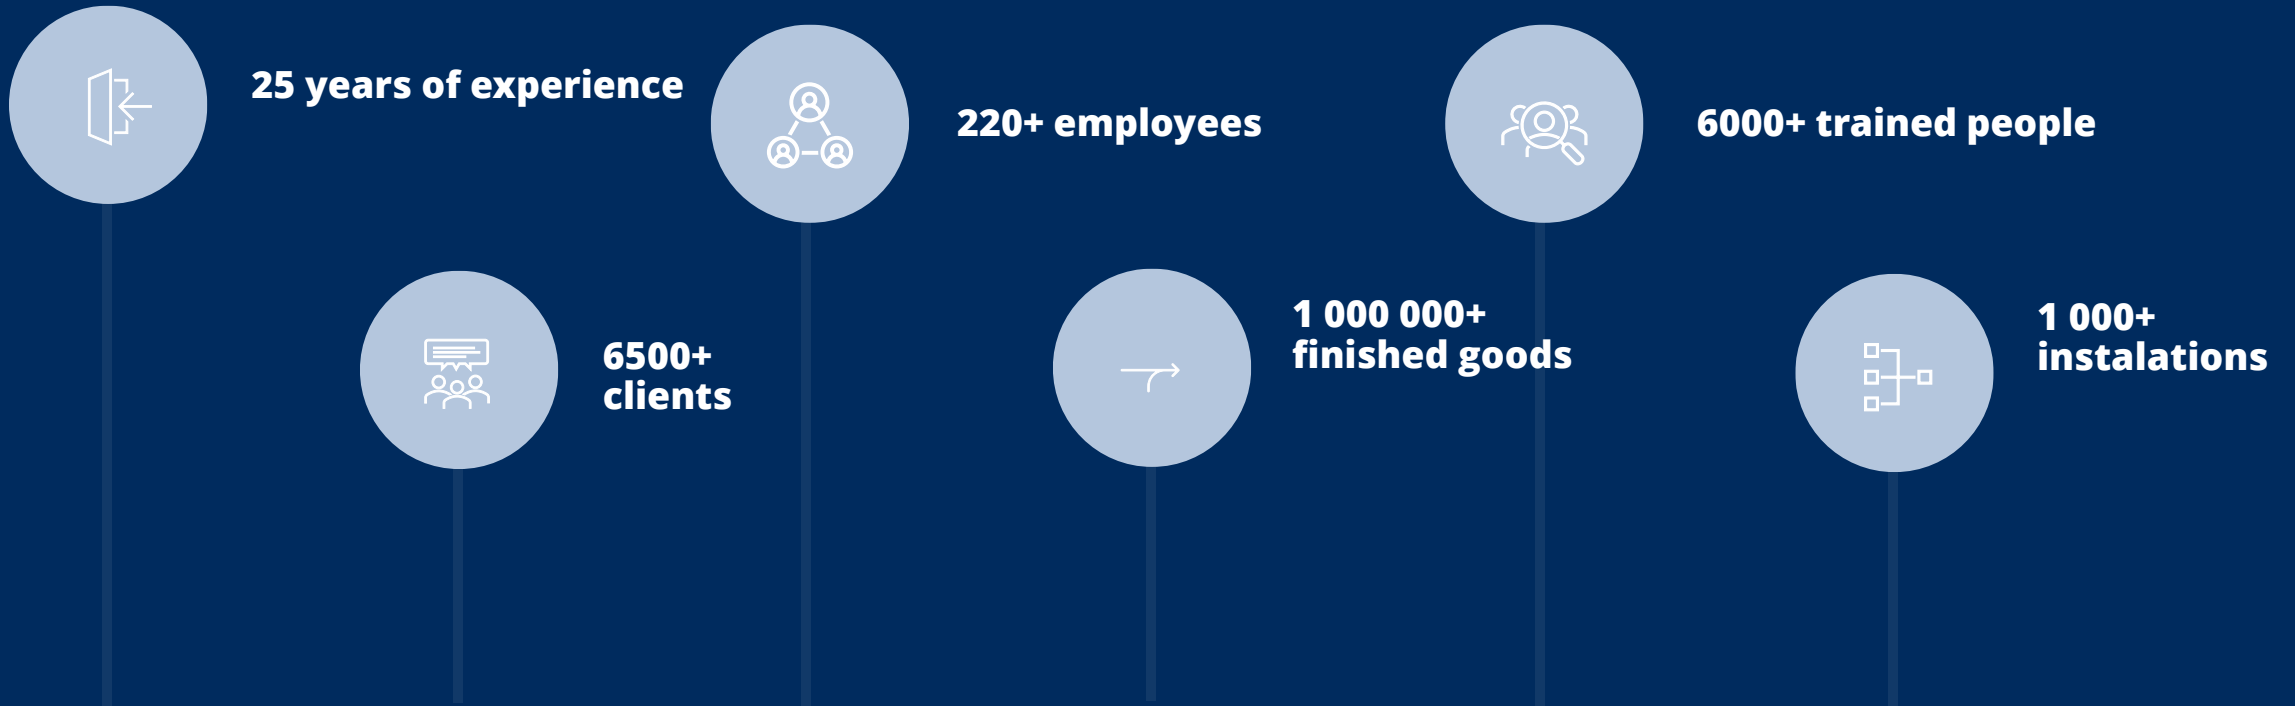 25 years of experience
6500+
clients
220+ employees
1 000 000+
finished goods
6000+ trained people
1 000+
instalations